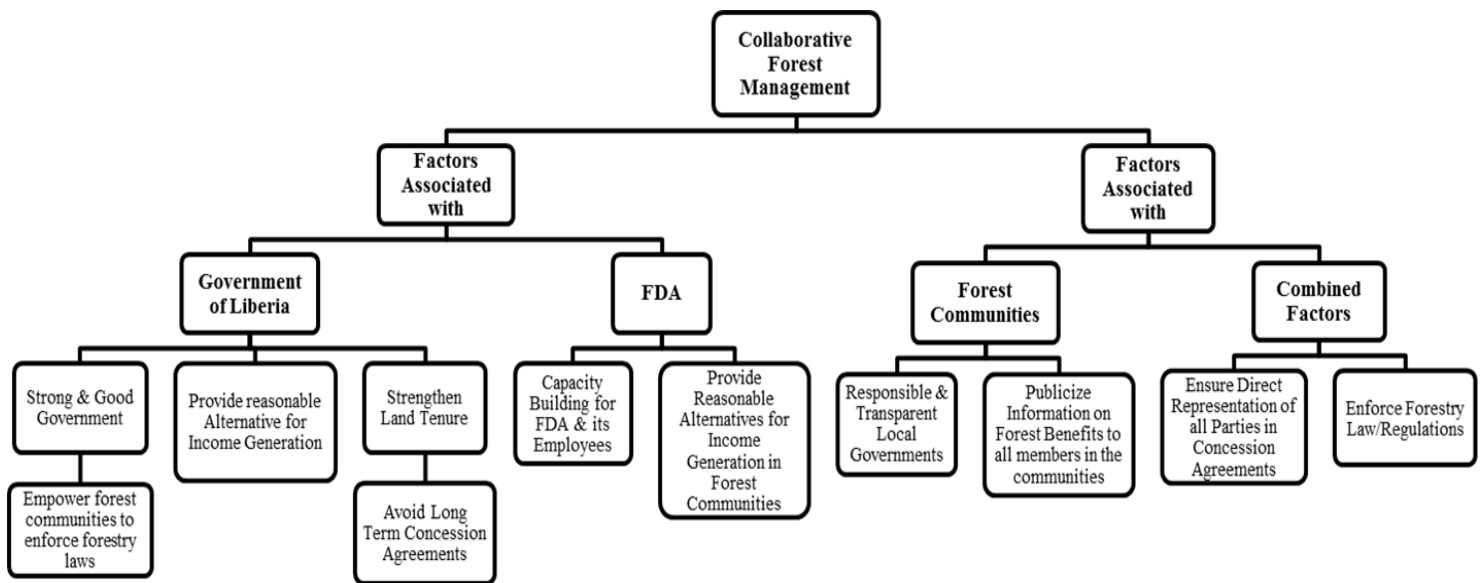 Collaborative
Forest
Management
Factors
Associated
with
Factors
Associated
with
Government
of Liberia
FDA
Forest
Communities
Combined
Factors
Strong & Good
Government
Provide reasonable
Alternative for
Income Generation
Strengthen
Land Tenure
Capacity
Building for
FDA & its
Employees
Provide
Reasonable
Alternatives for
Income
Generation in
Forest
Communities
Responsible &
Transparent
Local
Governments
Publicize
Information on
Forest Benefits to
all members in the
communities
Ensure Direct
Representation of
all Parties in
Concession
Agreements
Enforce Forestry
Law/Regulations
Empower forest
communities to
enforce forestry
laws
Avoid Long
Term Concession
Agreements